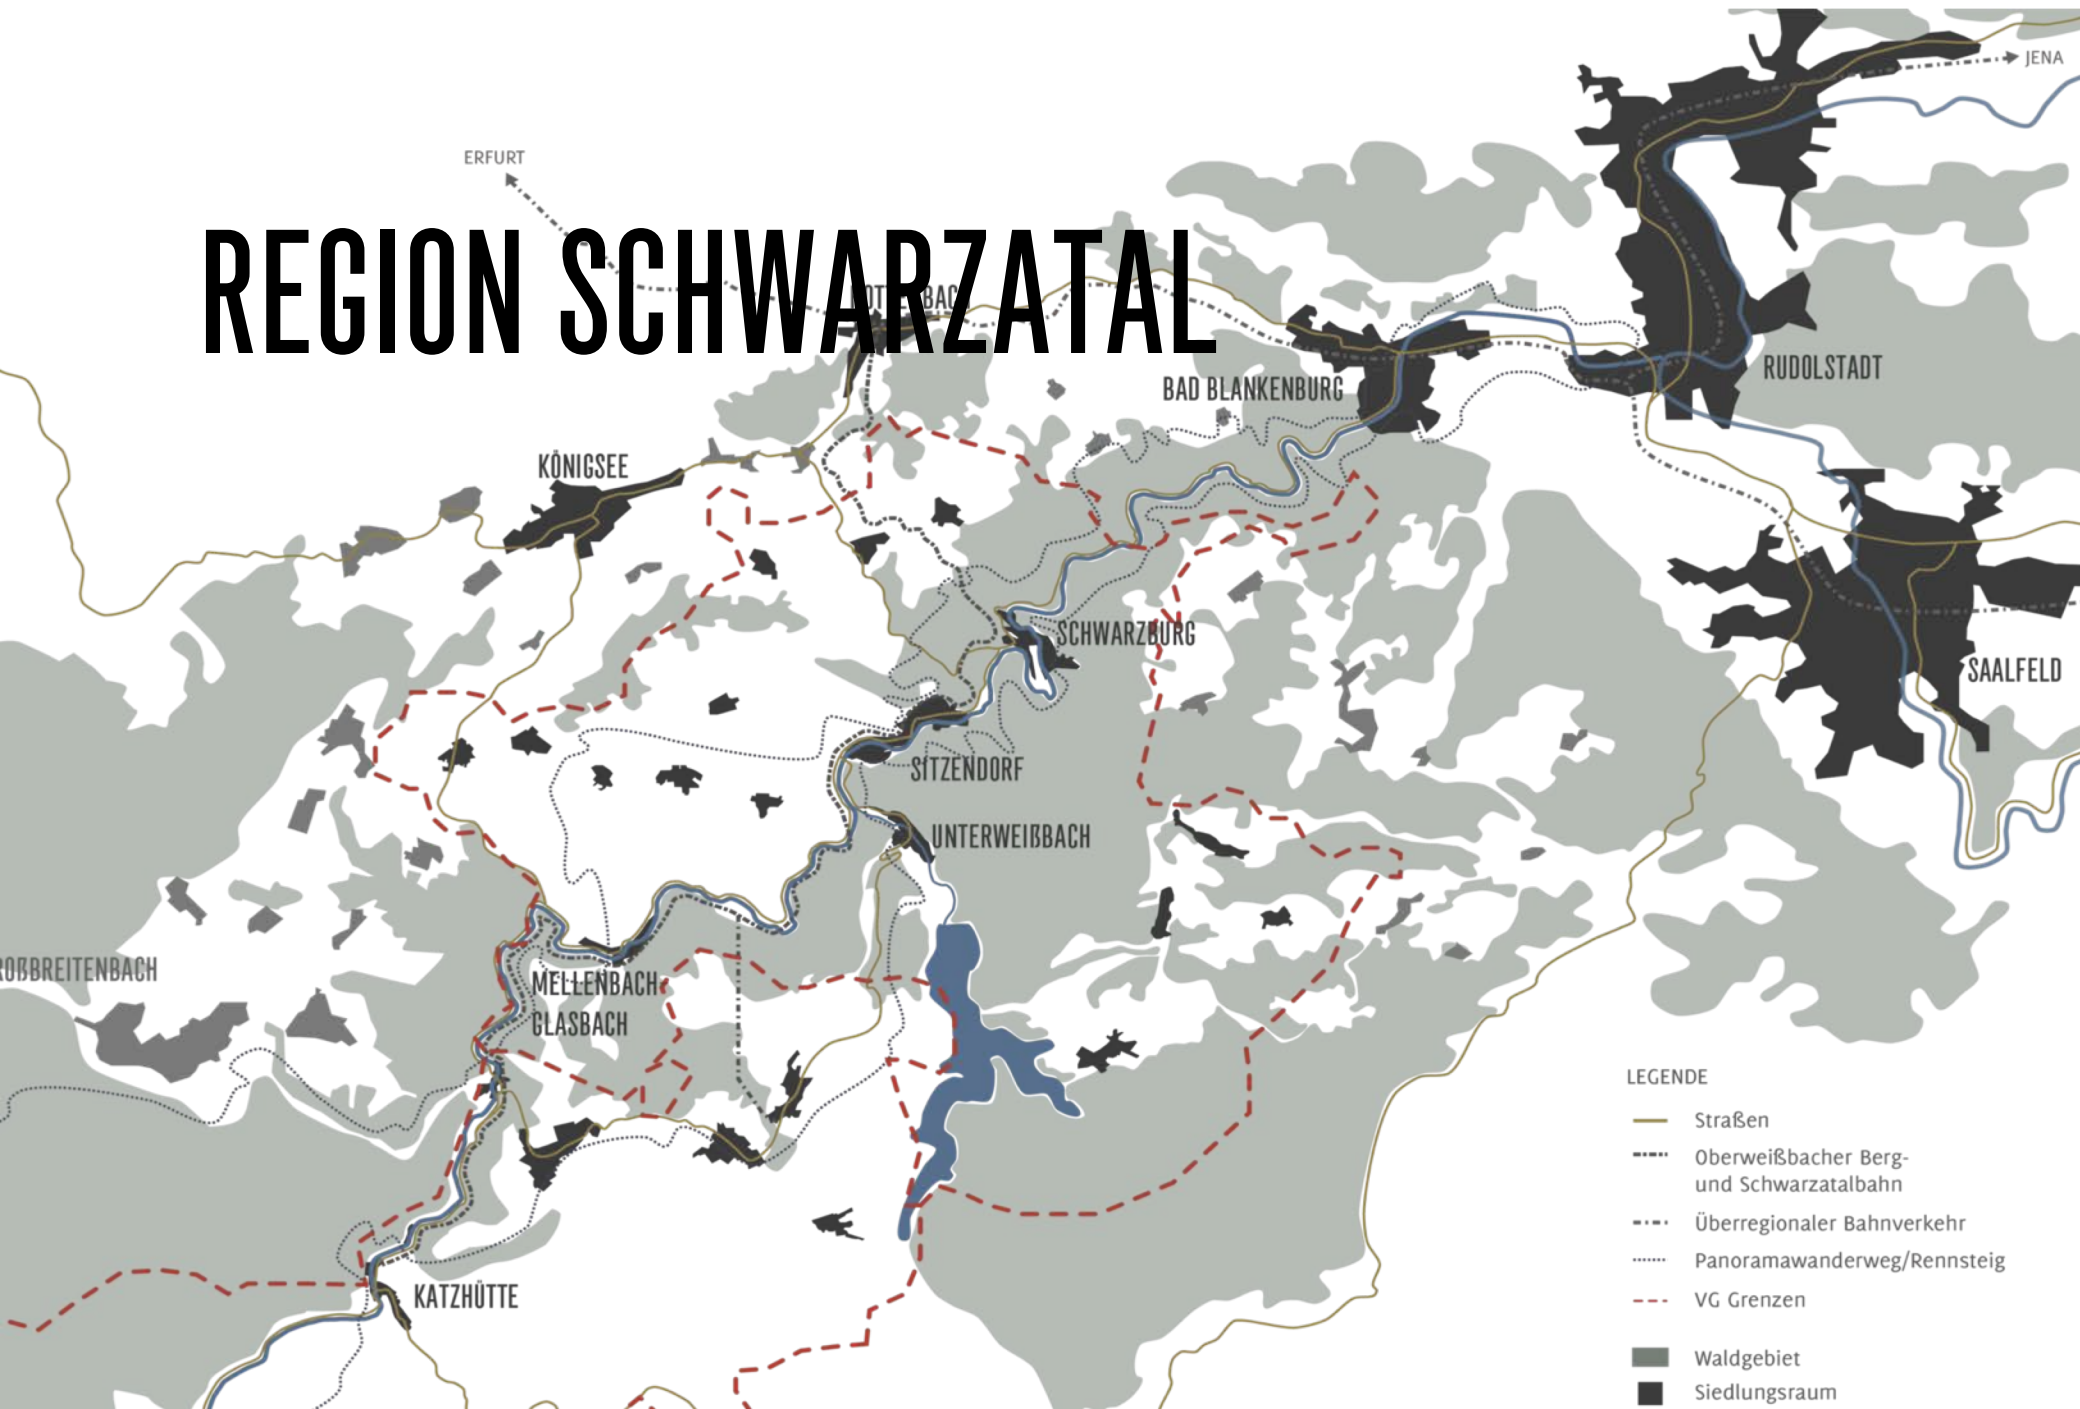 JENA
ERFURT
REGION SCHWARZATAL
RUDOLSTADT
BAD BLANKENBURG
KÖNIGSEE
SCHWARZBURG
SAALFELD
SITZENDORF
UNTERWEIßBACH
ROßBREITENBACH
MELLENBACH-
GLASBACH
KATZHÜTTE
LEGENDE
Straßen
Oberweißbacher Berg-
und Schwarzatalbahn
Überregionaler Bahnverkehr
Panoramawanderweg/Rennsteig
VG Grenzen
Waldgebiet
Siedlungsraum